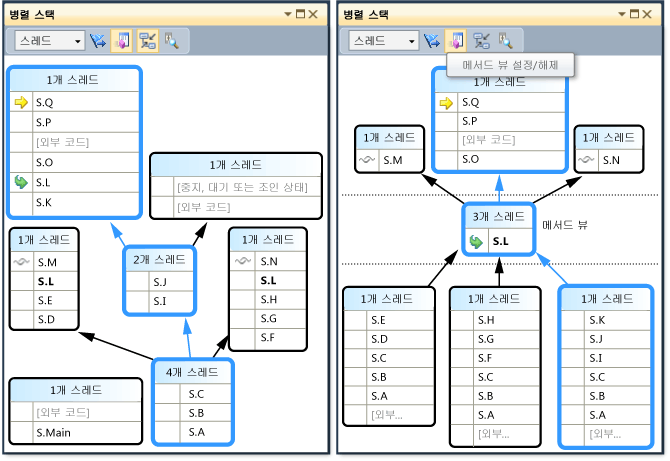 병렬 스택
스레드
1개 스레드
S.Q
S.P
[외부 코드]
S.O
S.L
S.K
1개 스레드
[중지, 대기 또는 조인 상태]
[외부 코드]
1개 스레드
S.M
S.L
S.E
S.D
2개 스레드
S.J
S.I
1개 스레드
S.N
S.L
S.H
S.G
S.F
4개 스레드
S.C
S.B
S.A
1개 스레드
[외부 코드]
S.Main
병렬 스택
스레드
메서드 뷰 설정/해제
1개 스레드
S.Q
S.P
[외부 코드]
S.O
1개 스레드
S.M
1개 스레드
S.N
3개 스레드
S.L
메서드 뷰
1개 스레드
S.E
S.D
S.C
S.B
S.A
[외부...
1개 스레드
S.H
S.G
S.F
S.C
S.B
S.A
[외부...
1개 스레드
S.K
S.J
S.I
S.C
S.B
S.A
[외부...